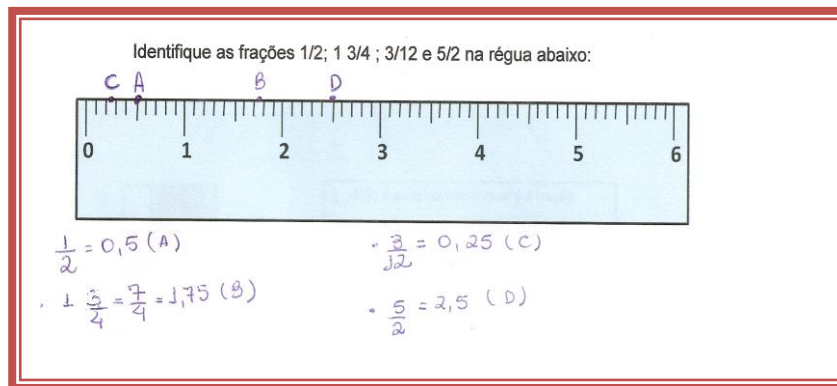 Identifique as frações 1/2; 1 3/4 ; 3/12 e 5/2 na régua abaixo:
C A B D
0 1 2 3 4 5 6
1/2 = 0,5 (A)
· 3/12 = 0,25 (C)
· 1 3/4 = 7/4 = 1,75 (B)
· 5/2 = 2,5 (D)